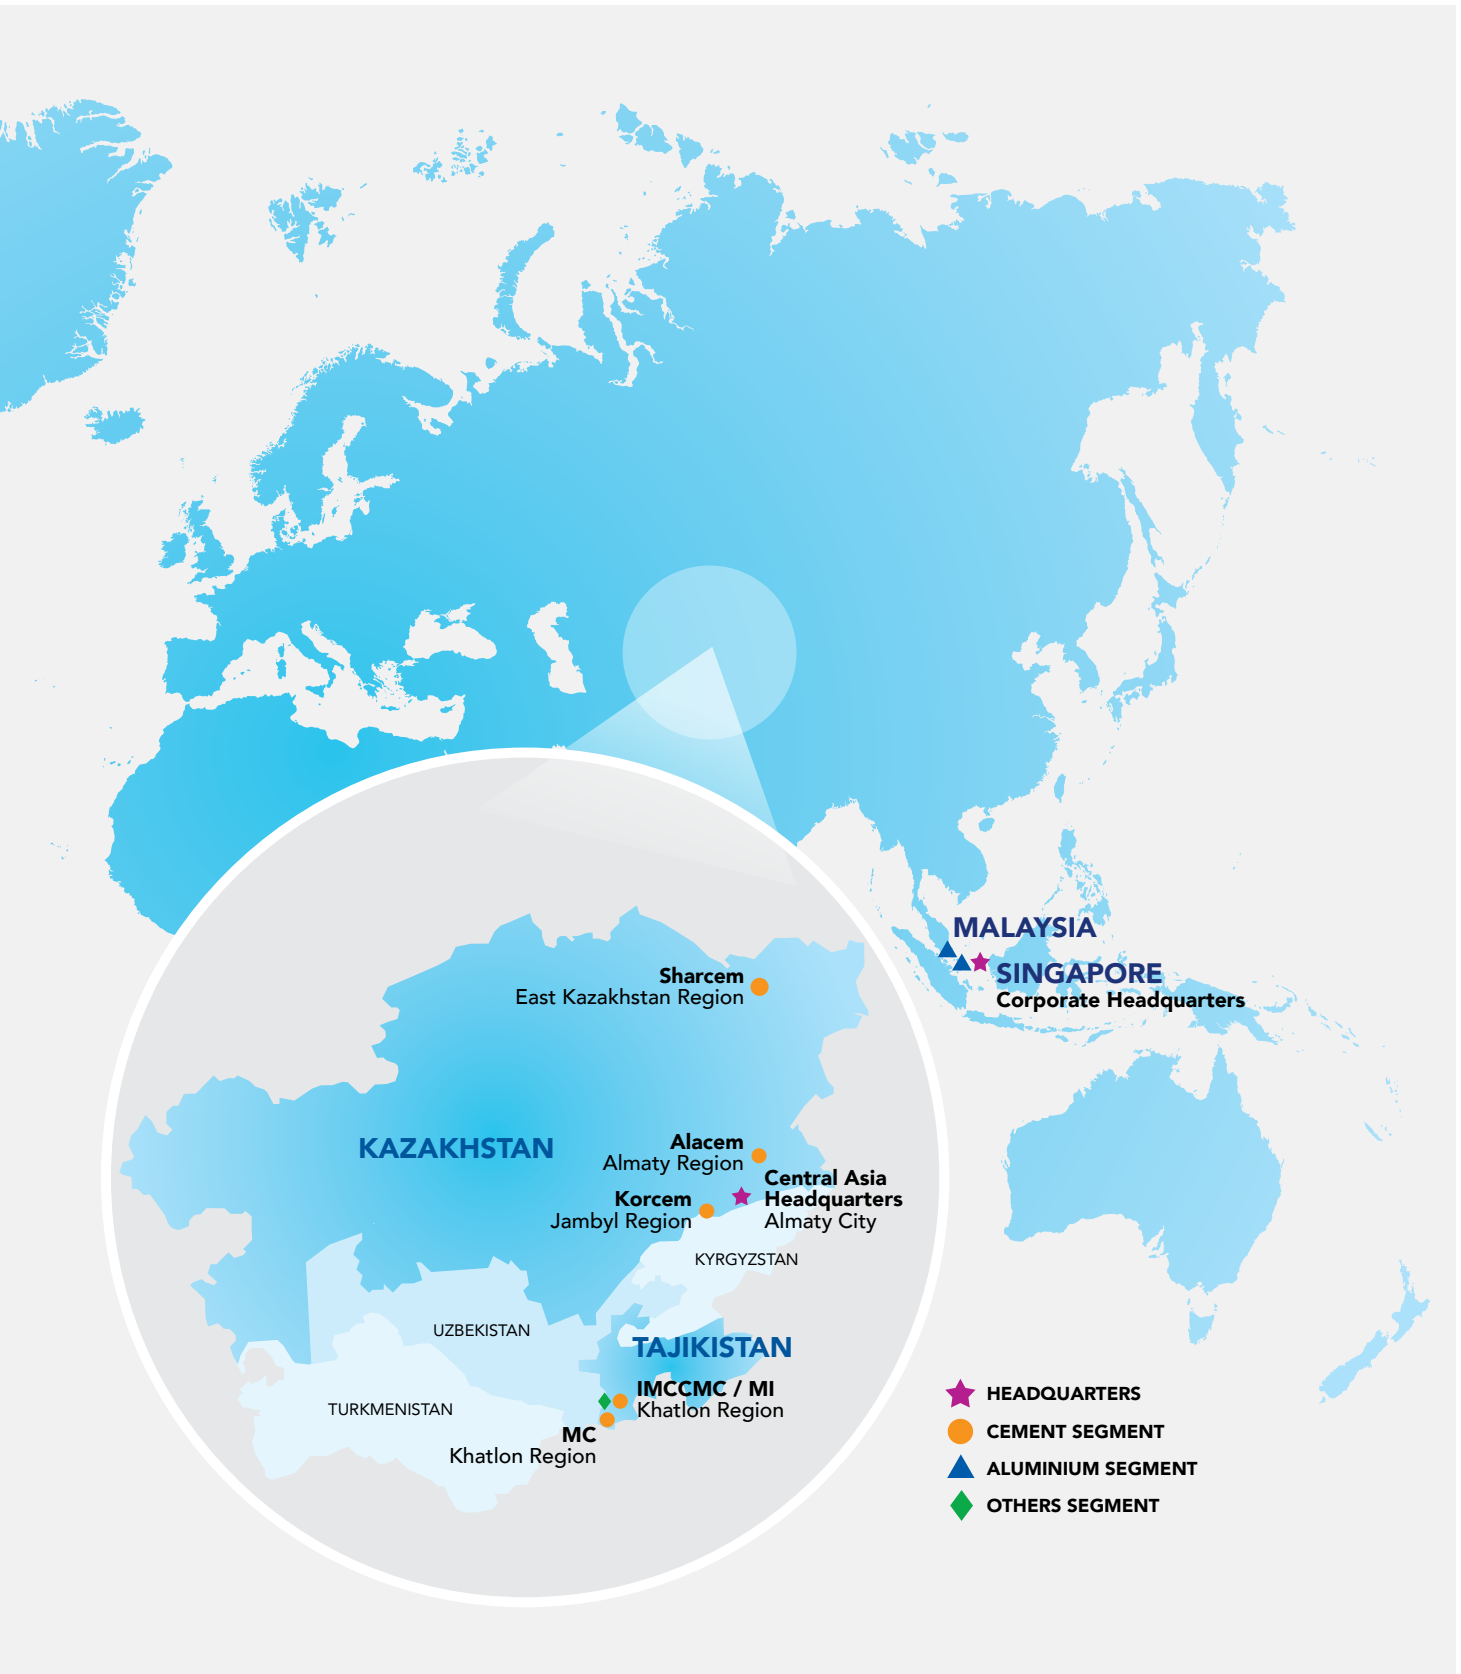 MALAYSIA
SINGAPORE
Corporate Headquarters
Sharcem
East Kazakhstan Region
KAZAKHSTAN
Alacem
Almaty Region
Central Asia
Headquarters
Almaty City
Korcem
Jambyl Region
KYRGYZSTAN
UZBEKISTAN
TAJIKISTAN
IMCCMC / MI
Khatlon Region
TURKMENISTAN
MC
Khatlon Region
HEADQUARTERS
CEMENT SEGMENT
ALUMINIUM SEGMENT
OTHERS SEGMENT